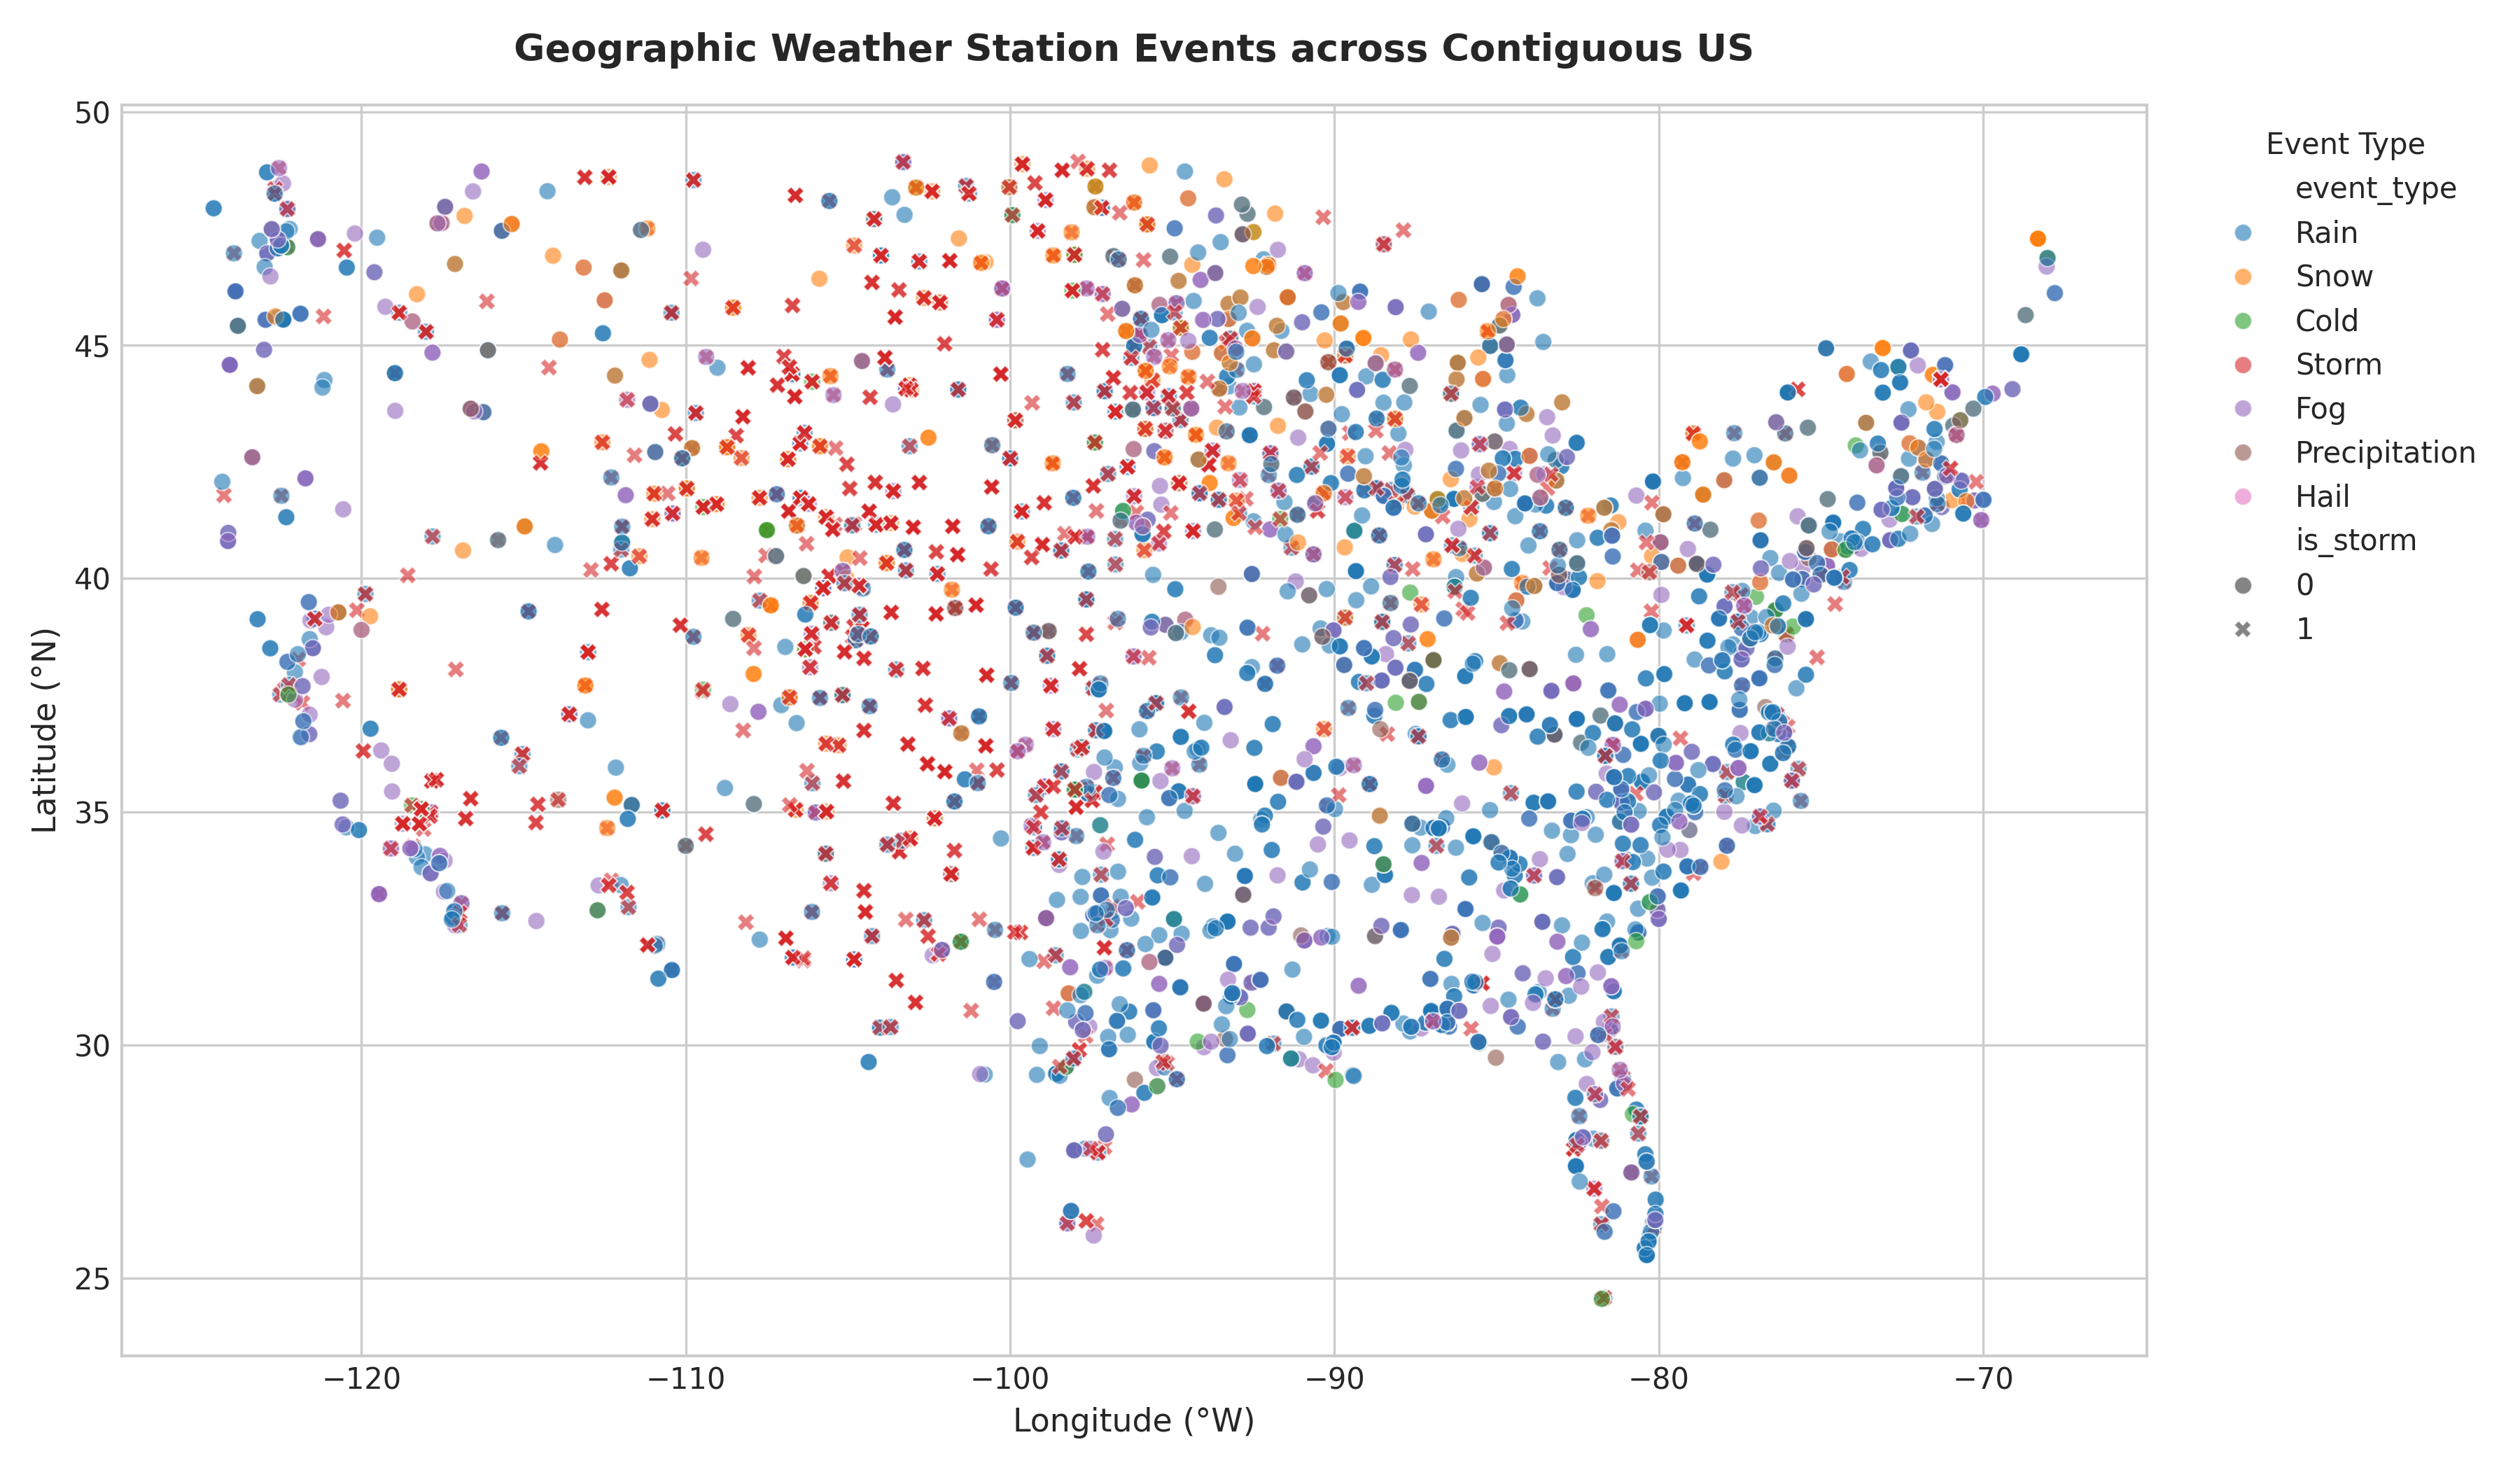 Geographic Weather Station Events across Contiguous US
Event Type
event_type
Rain
Snow
Cold
Storm
Fog
Precipitation
Hail
is_storm
0
1
50
45
40
35
30
25
Latitude (°N)
−120
−110
−100
−90
−80
−70
Longitude (°W)